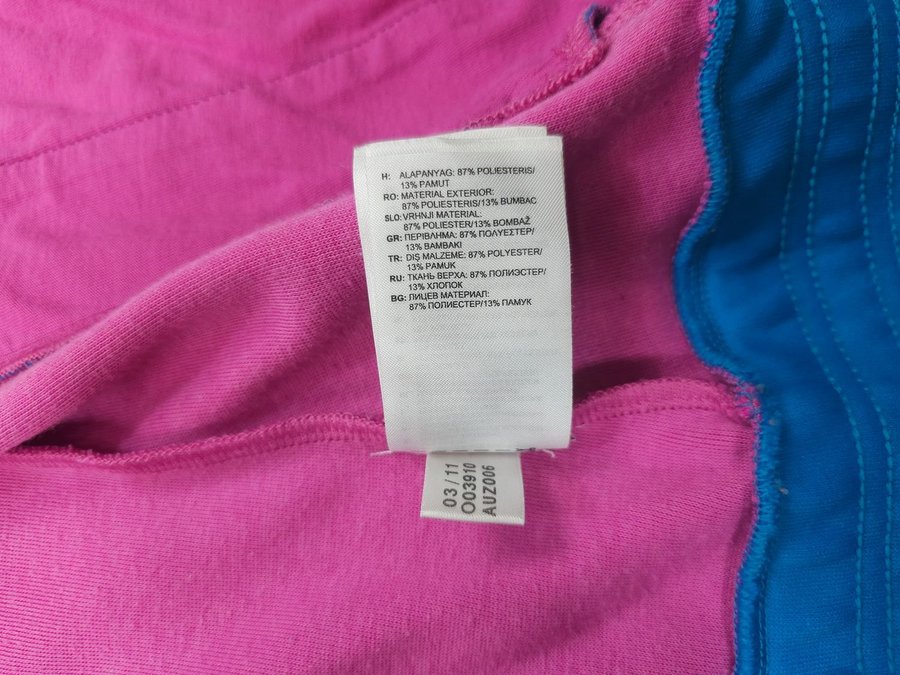 H: ALAPANYAG: 87% POLIESTERIS/
13% PAMUT
RO: MATERIAL EXTERIOR:
87% POLIESTERIS/13% BUMBAC
SLO: VRHNJI MATERIAL:
87% POLIESTER/13% BOMBAŽ
GR: ΠΕΡΙΒΛΗΜΑ: 87% ΠΟΛΥΕΣΤΕΡ/
13% ΒΑΜΒΑΚΙ
TR: DIŞ MALZEME: 87% POLYESTER/
13% PAMUK
RU: ТКАНЬ ВЕРХА: 87% ПОЛИЭСТЕР/
13% ХЛОПОК
BG: ЛИЦЕВ МАТЕРИАЛ:
87% ПОЛИЕСТЕР/13% ПАМУК
03/11
O03910
AUZ006